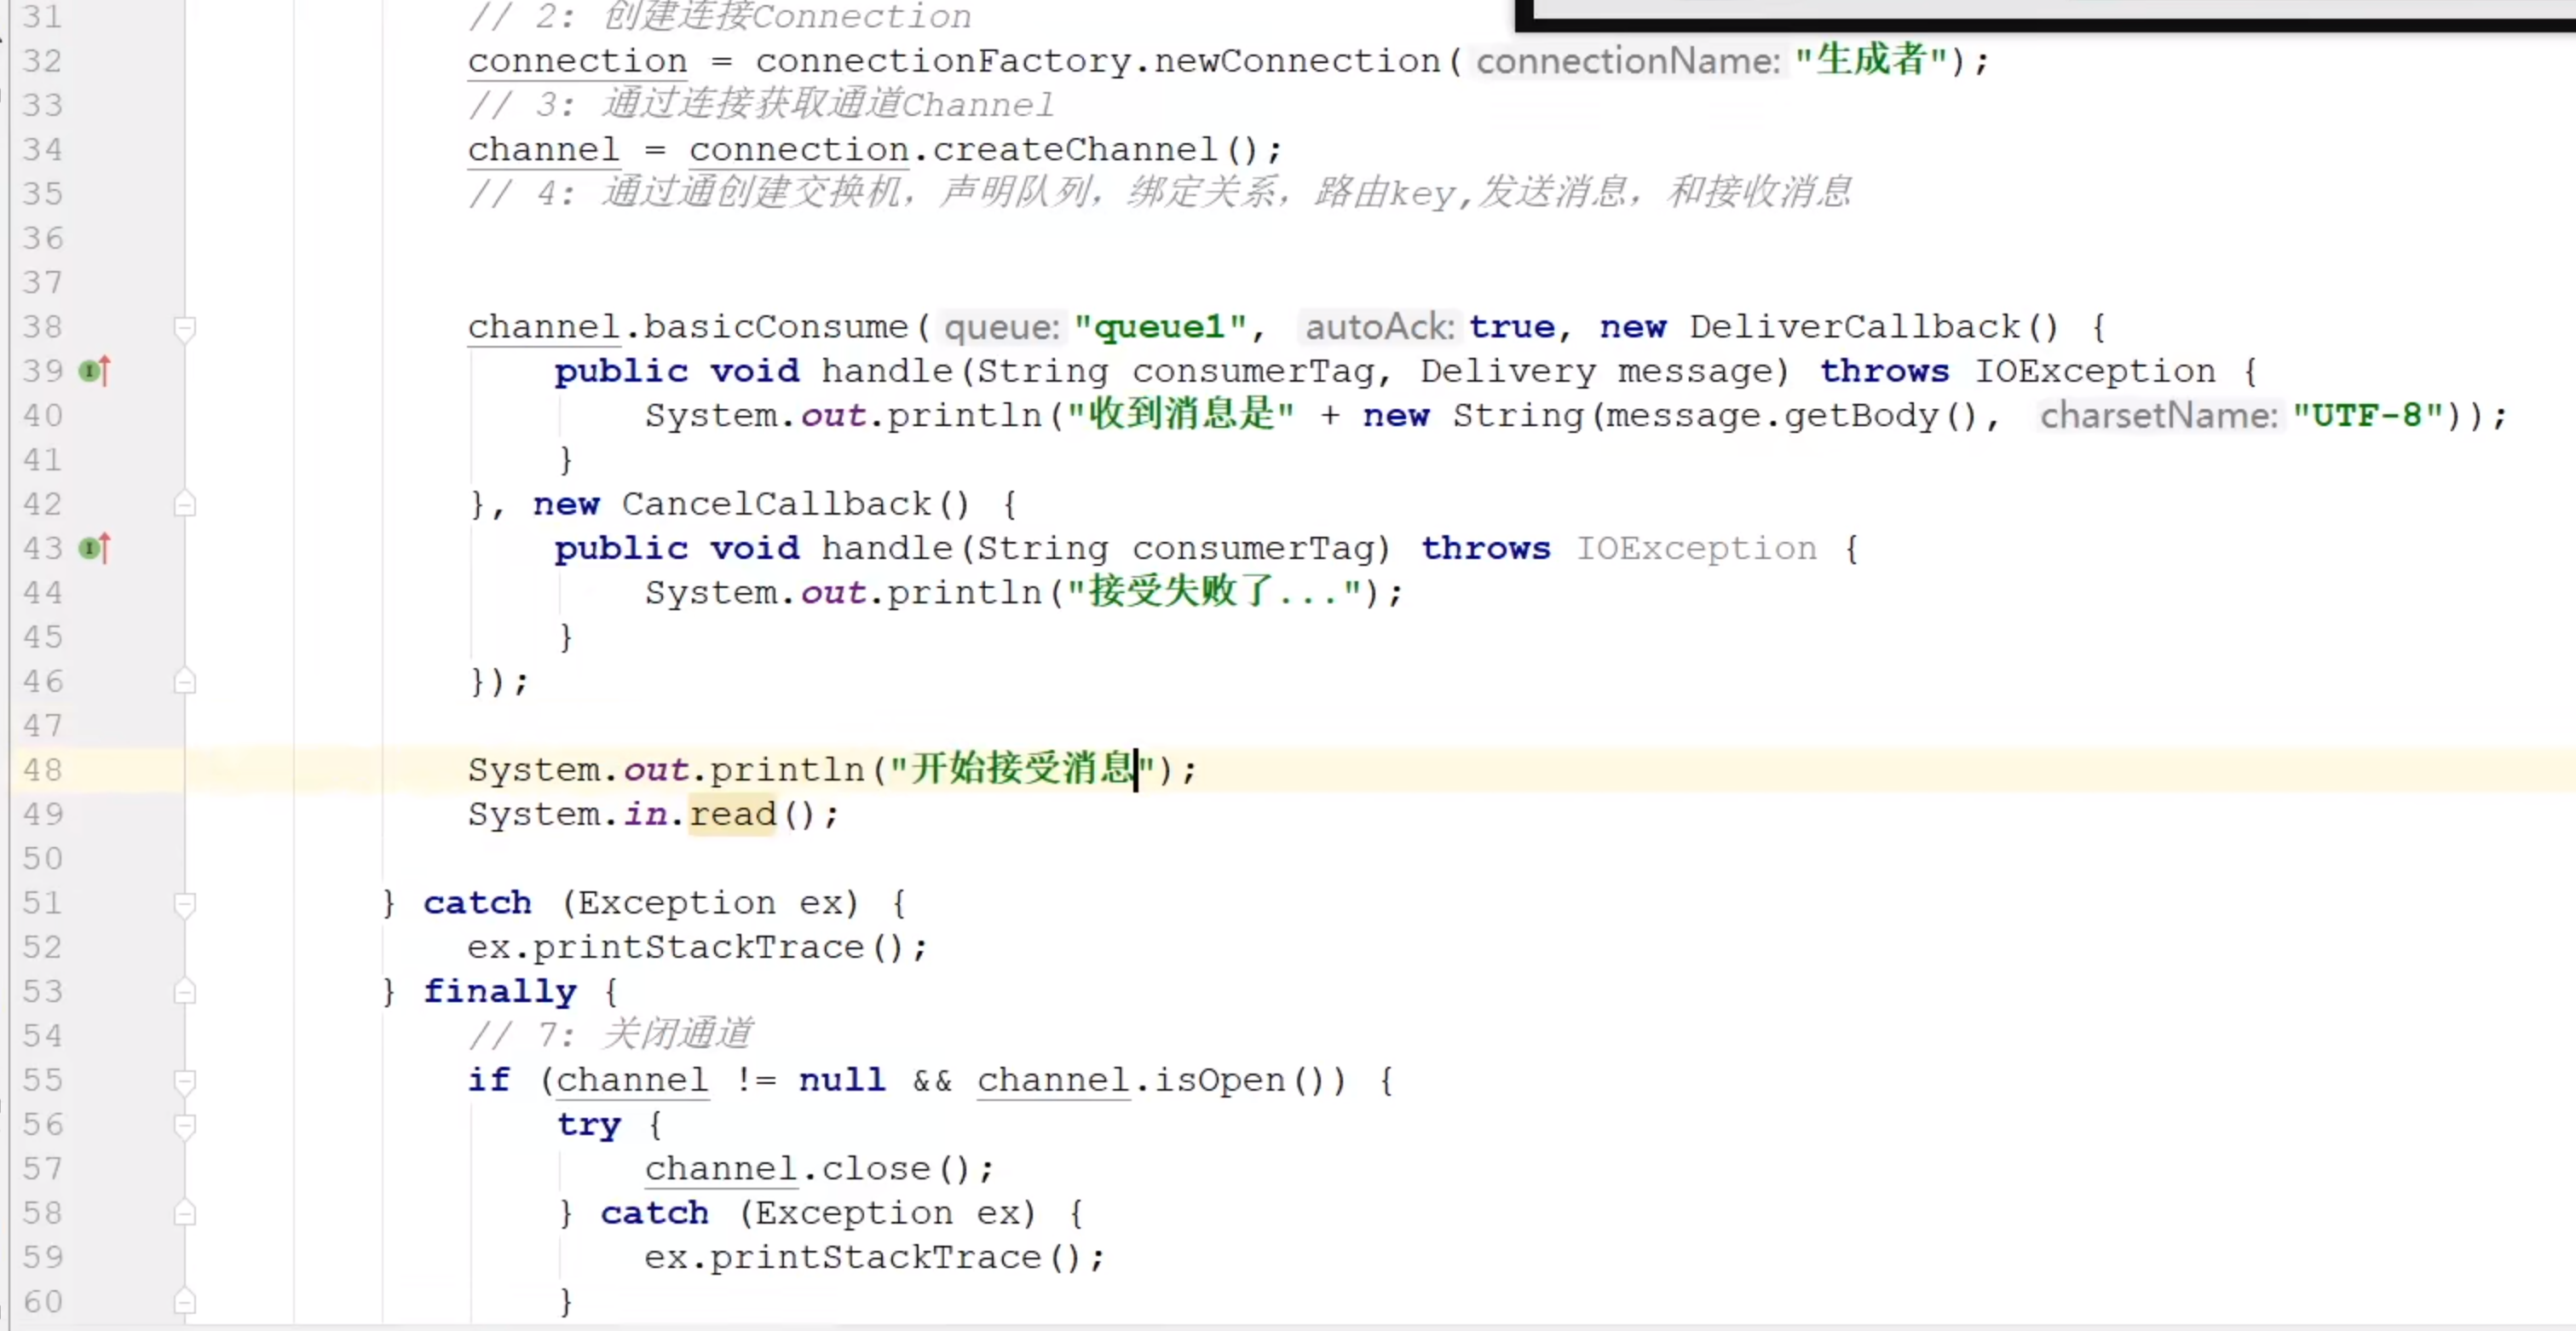 31 // 2: 创建连接Connection
32 connection = connectionFactory.newConnection( connectionName: "生成者");
33 // 3: 通过连接获取通道Channel
34 channel = connection.createChannel();
35 // 4: 通过通创建交换机，声明队列，绑定关系，路由key,发送消息，和接收消息
36
37
38 channel.basicConsume( queue: "queue1", autoAck: true, new DeliverCallback() {
39 public void handle(String consumerTag, Delivery message) throws IOException {
40 System.out.println("收到消息是" + new String(message.getBody(), charsetName: "UTF-8"));
41 }
42 }, new CancelCallback() {
43 public void handle(String consumerTag) throws IOException {
44 System.out.println("接受失败了...");
45 }
46 });
47
48 System.out.println("开始接受消息");
49 System.in.read();
50
51 } catch (Exception ex) {
52 ex.printStackTrace();
53 } finally {
54 // 7: 关闭通道
55 if (channel != null && channel.isOpen()) {
56 try {
57 channel.close();
58 } catch (Exception ex) {
59 ex.printStackTrace();
60 }